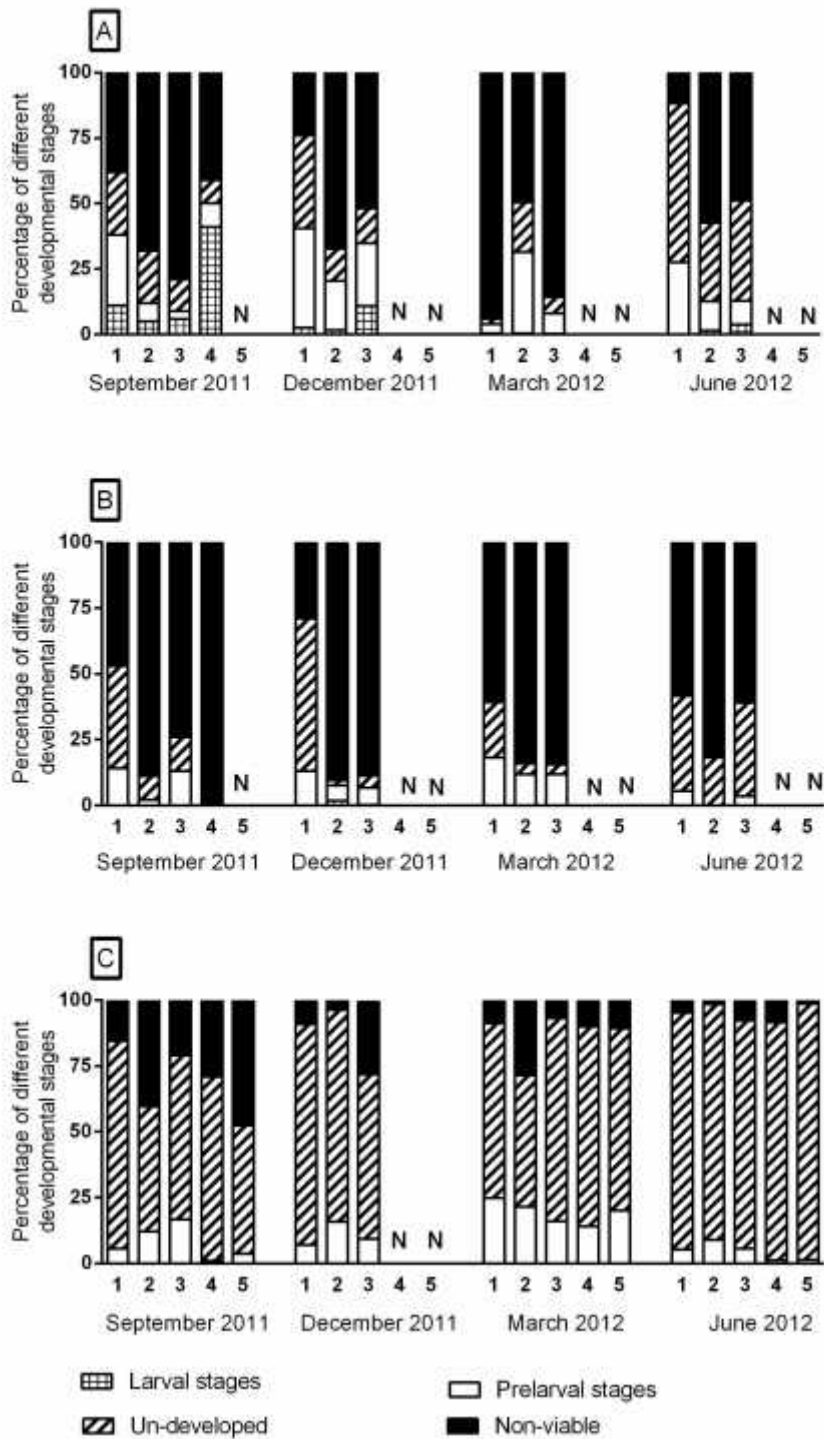 A
Percentage of different
developmental stages
100
75
50
25
0
N
N N
N N
N N
1 2 3 4 5 1 2 3 4 5 1 2 3 4 5 1 2 3 4 5
September 2011 December 2011 March 2012 June 2012
B
Percentage of different
developmental stages
100
75
50
25
0
N
N N
N N
N N
1 2 3 4 5 1 2 3 4 5 1 2 3 4 5 1 2 3 4 5
September 2011 December 2011 March 2012 June 2012
C
Percentage of different
developmental stages
100
75
50
25
0
N N
1 2 3 4 5 1 2 3 4 5 1 2 3 4 5 1 2 3 4 5
September 2011 December 2011 March 2012 June 2012
Larval stages Prelarval stages
Un-developed Non-viable